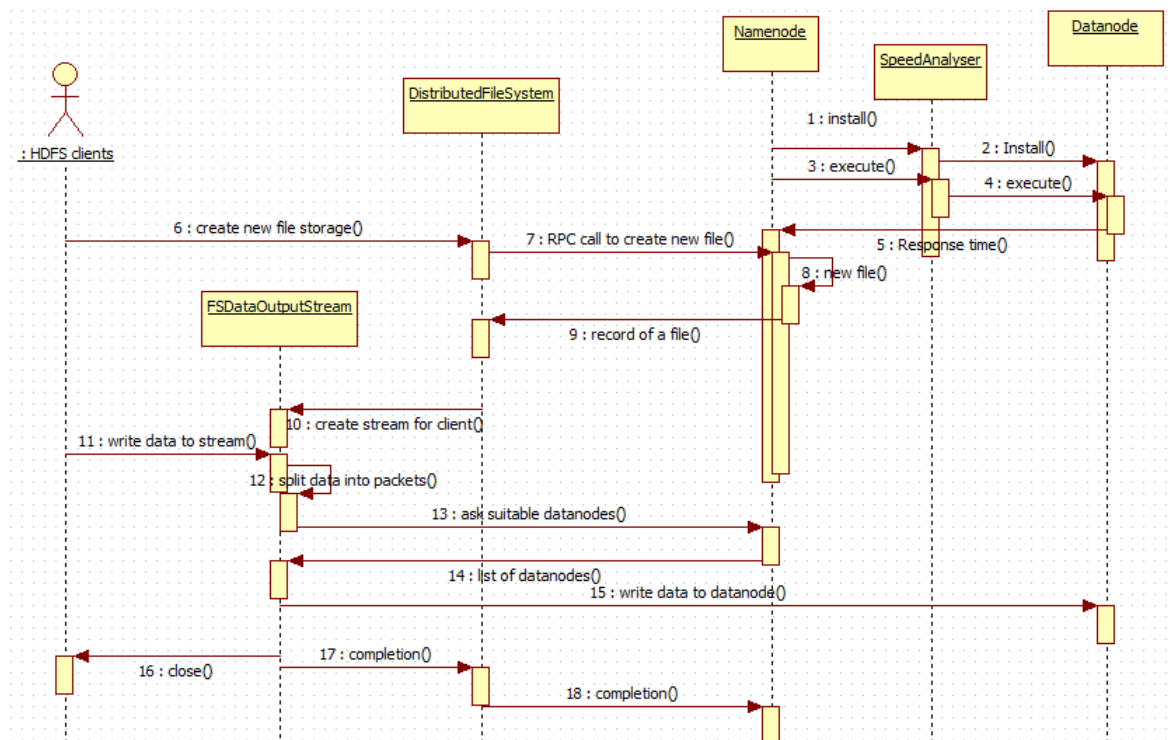 Namenode
Datanode
SpeedAnalyser
DistributedFileSystem
1 : install()
: HDFS clients
2 : Install()
3 : execute()
4 : execute()
6 : create new file storage()
7 : RPC call to create new file()
5 : Response time()
8 : new file()
FSDataOutputStream
9 : record of a file()
10 : create stream for client()
11 : write data to stream()
12 : split data into packets()
13 : ask suitable datanodes()
14 : list of datanodes()
15 : write data to datanode()
17 : completion()
16 : close()
18 : completion()